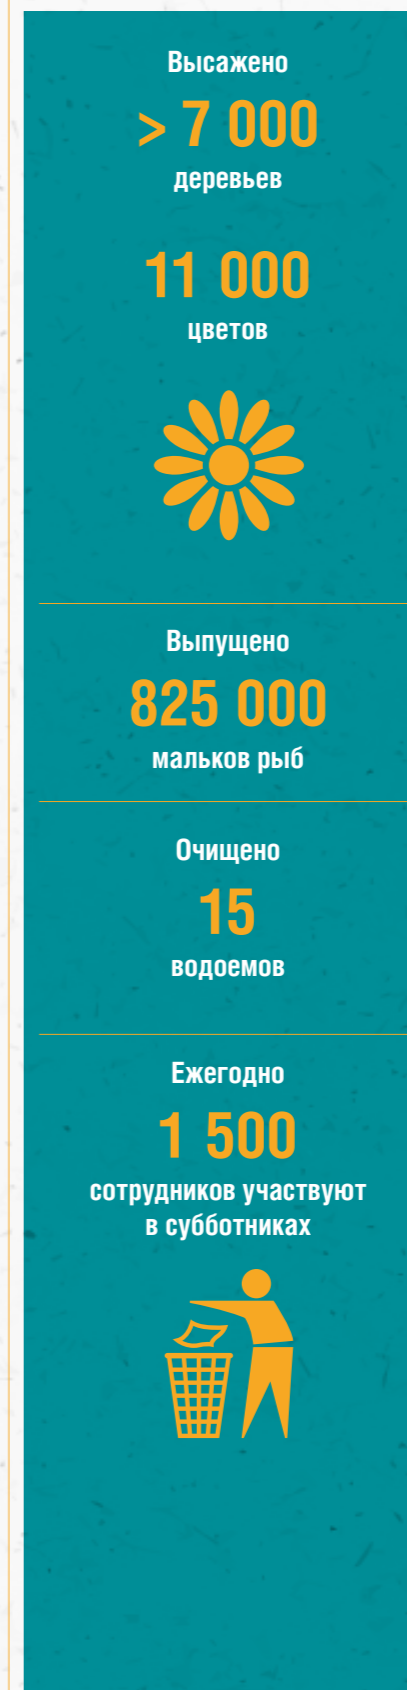 Высажено
> 7 000
деревьев
11 000
цветов
Выпущено
825 000
мальков рыб
Очищено
15
водоемов
Ежегодно
1 500
сотрудников участвуют
в субботниках